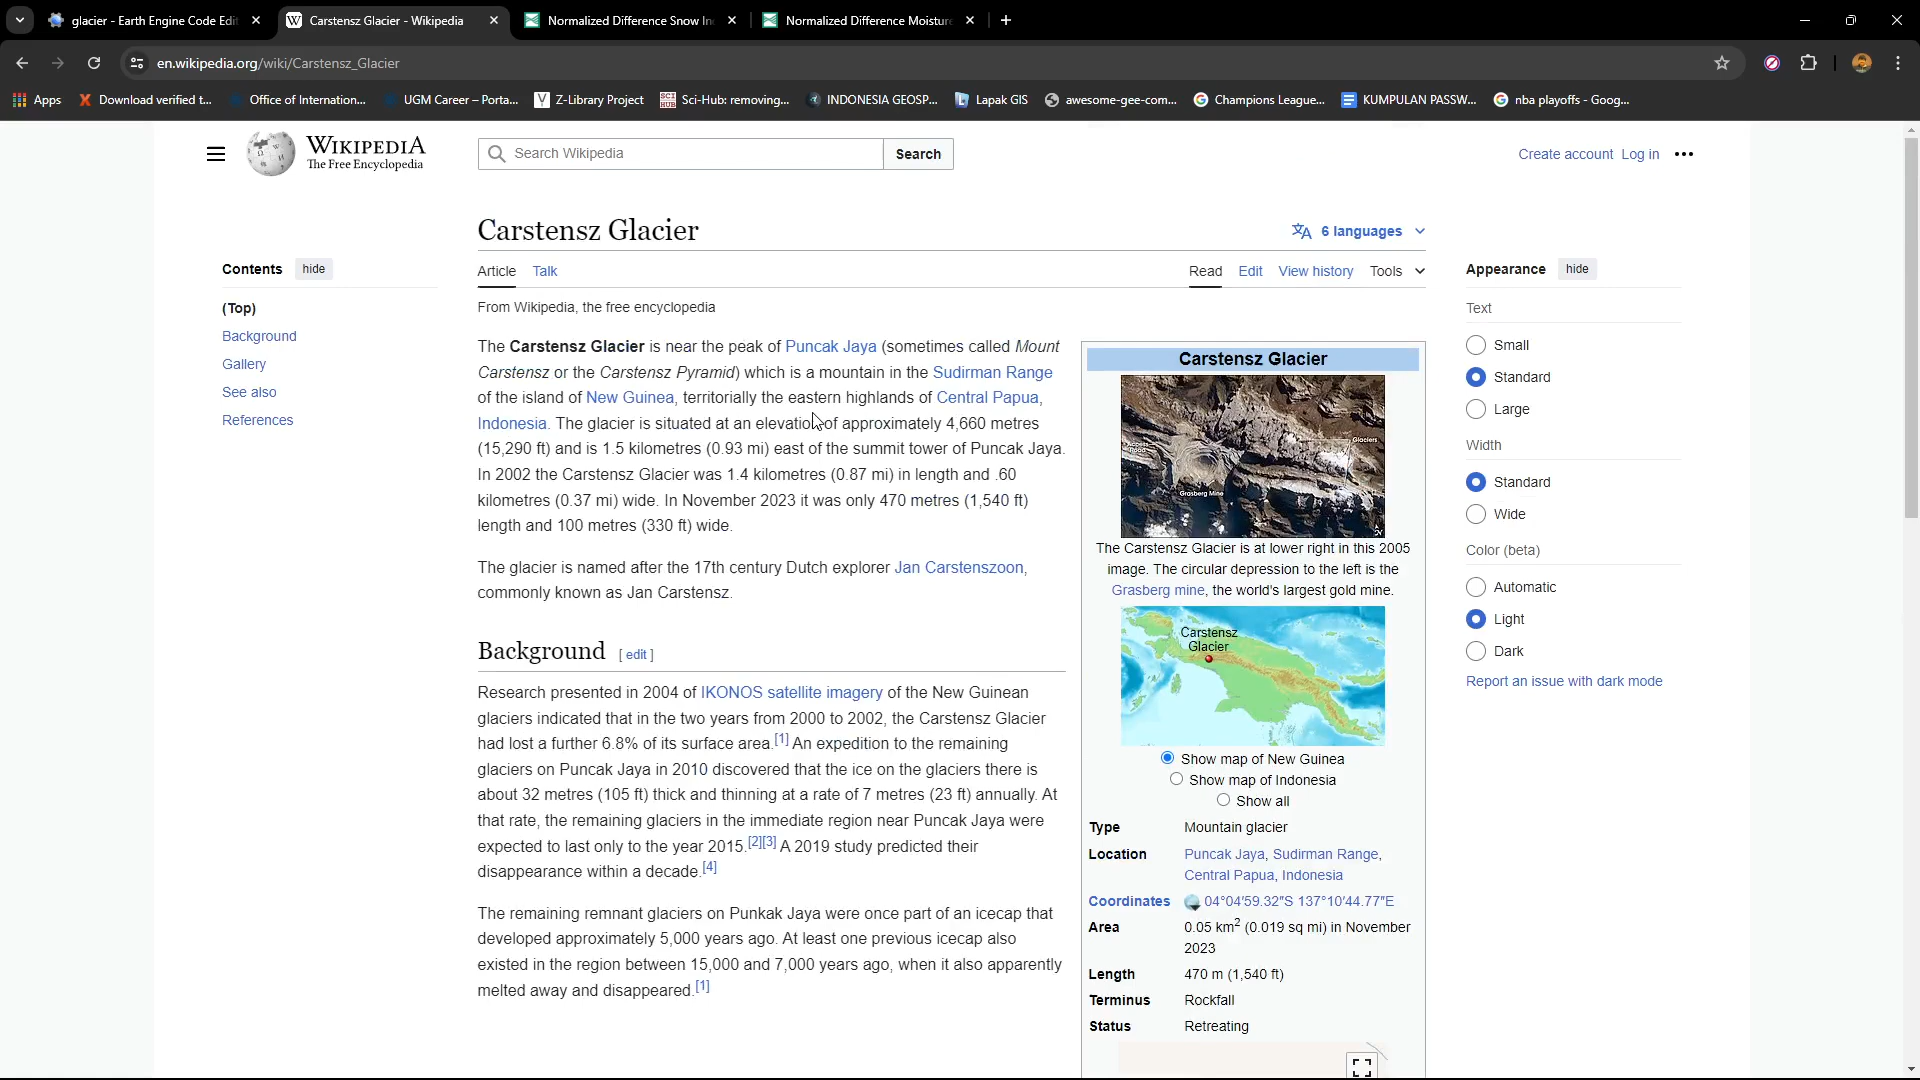 glacier - Earth Engine Code Edit
Carstensz Glacier - Wikipedia
Normalized Difference Snow In
Normalized Difference Moisture
en.wikipedia.org/wiki/Carstensz_Glacier
Apps
Download verified t...
Office of Internation...
UGM Career – Porta...
Z-Library Project
Sci-Hub: removing...
INDONESIA GEOSP...
Lapak GIS
awesome-gee-com...
Champions League...
KUMPULAN PASSW...
nba playoffs - Goog...
WIKIPEDIA
The Free Encyclopedia
Search Wikipedia
Search
Create account Log in
Carstensz Glacier
6 languages
Contents hide
(Top)
Background
Gallery
See also
References
Article Talk
Read Edit View history Tools
From Wikipedia, the free encyclopedia
The Carstensz Glacier is near the peak of Puncak Jaya (sometimes called Mount
Carstensz or the Carstensz Pyramid) which is a mountain in the Sudirman Range
of the island of New Guinea, territorially the eastern highlands of Central Papua,
Indonesia. The glacier is situated at an elevation of approximately 4,660 metres
(15,290 ft) and is 1.5 kilometres (0.93 mi) east of the summit tower of Puncak Jaya.
In 2002 the Carstensz Glacier was 1.4 kilometres (0.87 mi) in length and .60
kilometres (0.37 mi) wide. In November 2023 it was only 470 metres (1,540 ft)
length and 100 metres (330 ft) wide.
The glacier is named after the 17th century Dutch explorer Jan Carstenszoon,
commonly known as Jan Carstensz.
Background [ edit ]
Research presented in 2004 of IKONOS satellite imagery of the New Guinean
glaciers indicated that in the two years from 2000 to 2002, the Carstensz Glacier
had lost a further 6.8% of its surface area.[1] An expedition to the remaining
glaciers on Puncak Jaya in 2010 discovered that the ice on the glaciers there is
about 32 metres (105 ft) thick and thinning at a rate of 7 metres (23 ft) annually. At
that rate, the remaining glaciers in the immediate region near Puncak Jaya were
expected to last only to the year 2015.[2][3] A 2019 study predicted their
disappearance within a decade.[4]
The remaining remnant glaciers on Punkak Jaya were once part of an icecap that
developed approximately 5,000 years ago. At least one previous icecap also
existed in the region between 15,000 and 7,000 years ago, when it also apparently
melted away and disappeared.[1]
Carstensz Glacier
Access
Road
Glaciers
Grasberg Mine
The Carstensz Glacier is at lower right in this 2005
image. The circular depression to the left is the
Grasberg mine, the world's largest gold mine.
Carstensz
Glacier
Show map of New Guinea
Show map of Indonesia
Show all
Type Mountain glacier
Location Puncak Jaya, Sudirman Range,
Central Papua, Indonesia
Coordinates 04°04′59.32″S 137°10′44.77″E
Area 0.05 km2 (0.019 sq mi) in November
2023
Length 470 m (1,540 ft)
Terminus Rockfall
Status Retreating
Appearance hide
Text
Small
Standard
Large
Width
Standard
Wide
Color (beta)
Automatic
Light
Dark
Report an issue with dark mode